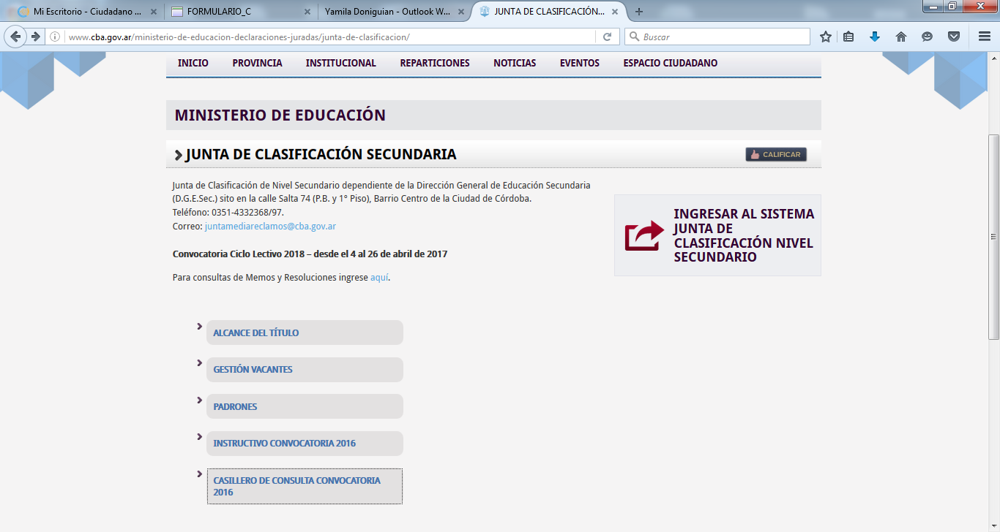 Mi Escritorio - Ciudadano ...
FORMULARIO_C
Yamila Doniguian - Outlook W...
JUNTA DE CLASIFICACIÓN...
www.cba.gov.ar/ministerio-de-educacion-declaraciones-juradas/junta-de-clasificacion/
Buscar
INICIO PROVINCIA INSTITUCIONAL REPARTICIONES NOTICIAS EVENTOS ESPACIO CIUDADANO
MINISTERIO DE EDUCACIÓN
JUNTA DE CLASIFICACIÓN SECUNDARIA
CALIFICAR
Junta de Clasificación de Nivel Secundario dependiente de la Dirección General de Educación Secundaria
(D.G.E.Sec.) sito en la calle Salta 74 (P.B. y 1° Piso), Barrio Centro de la Ciudad de Córdoba.
Teléfono: 0351-4332368/97.
Correo: juntamediareclamos@cba.gov.ar
Convocatoria Ciclo Lectivo 2018 – desde el 4 al 26 de abril de 2017
Para consultas de Memos y Resoluciones ingrese aquí.
INGRESAR AL SISTEMA
JUNTA DE
CLASIFICACIÓN NIVEL
SECUNDARIO
ALCANCE DEL TÍTULO
GESTIÓN VACANTES
PADRONES
INSTRUCTIVO CONVOCATORIA 2016
CASILLERO DE CONSULTA CONVOCATORIA
2016